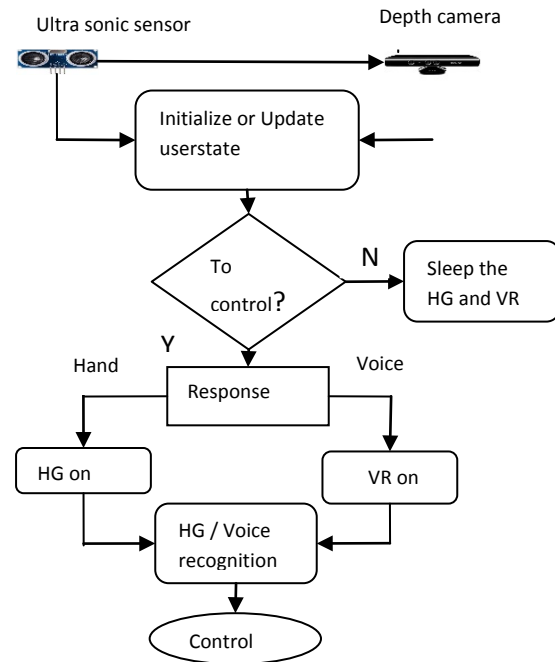 Ultra sonic sensor
Depth camera
Initialize or Update
userstate
To
control?
N
Sleep the
HG and VR
Y
Hand
Voice
Response
HG on
VR on
HG / Voice
recognition
Control